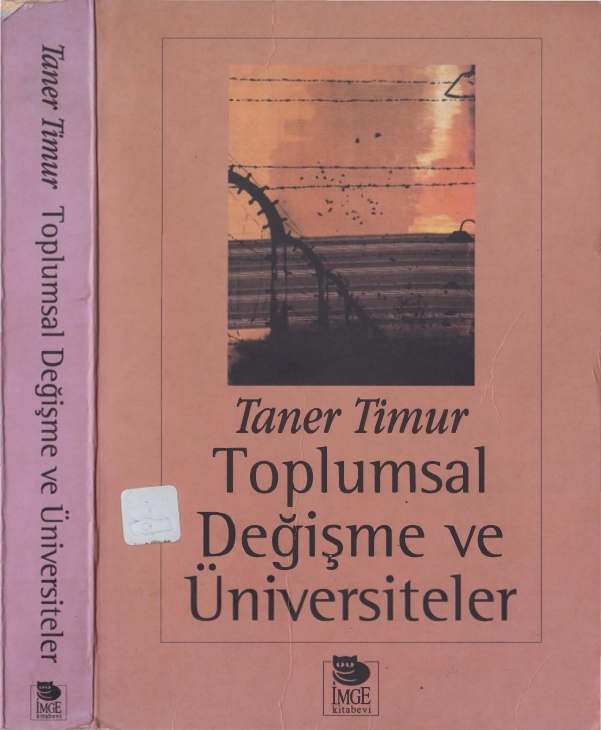 Taner Timur Toplumsal Değişme ve Üniversiteler
İMGE
kitabevi
Taner Timur
Toplumsal
Değişme ve
Üniversiteler
İMGE
kitabevi